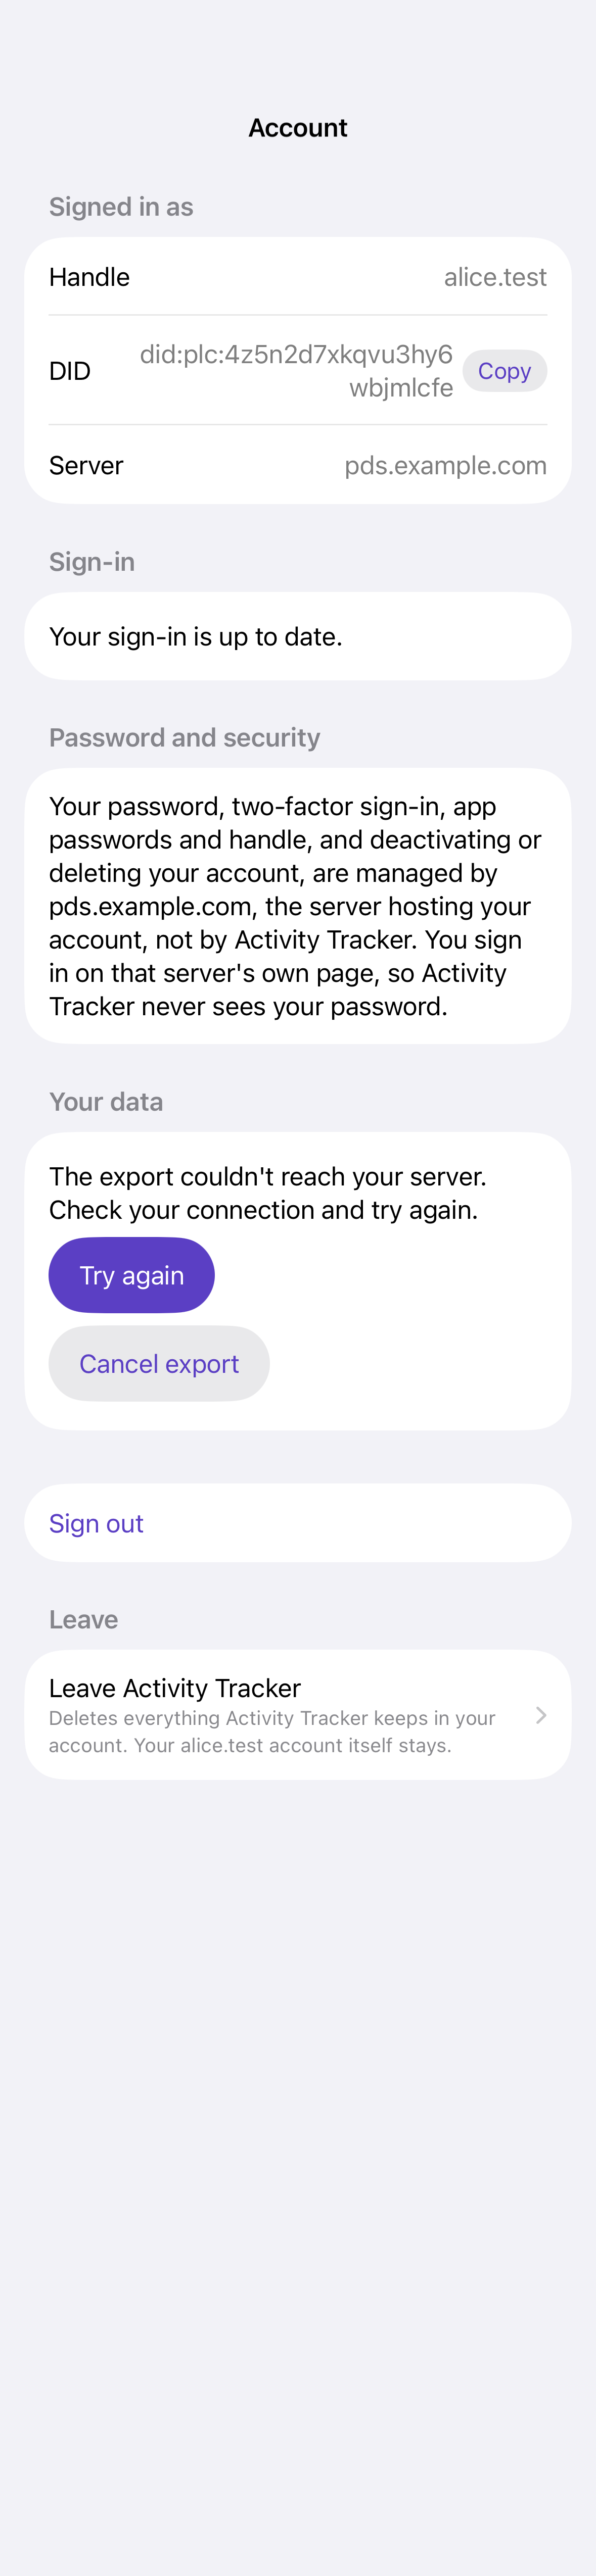 Account
Signed in as
Handle
alice.test
DID
did:plc:4z5n2d7xkqvu3hy6
wbjmlcfe
Copy
Server
pds.example.com
Sign-in
Your sign-in is up to date.
Password and security
Your password, two-factor sign-in, app
passwords and handle, and deactivating or
deleting your account, are managed by
pds.example.com, the server hosting your
account, not by Activity Tracker. You sign
in on that server's own page, so Activity
Tracker never sees your password.
Your data
The export couldn't reach your server.
Check your connection and try again.
Try again
Cancel export
Sign out
Leave
Leave Activity Tracker
Deletes everything Activity Tracker keeps in your
account. Your alice.test account itself stays.